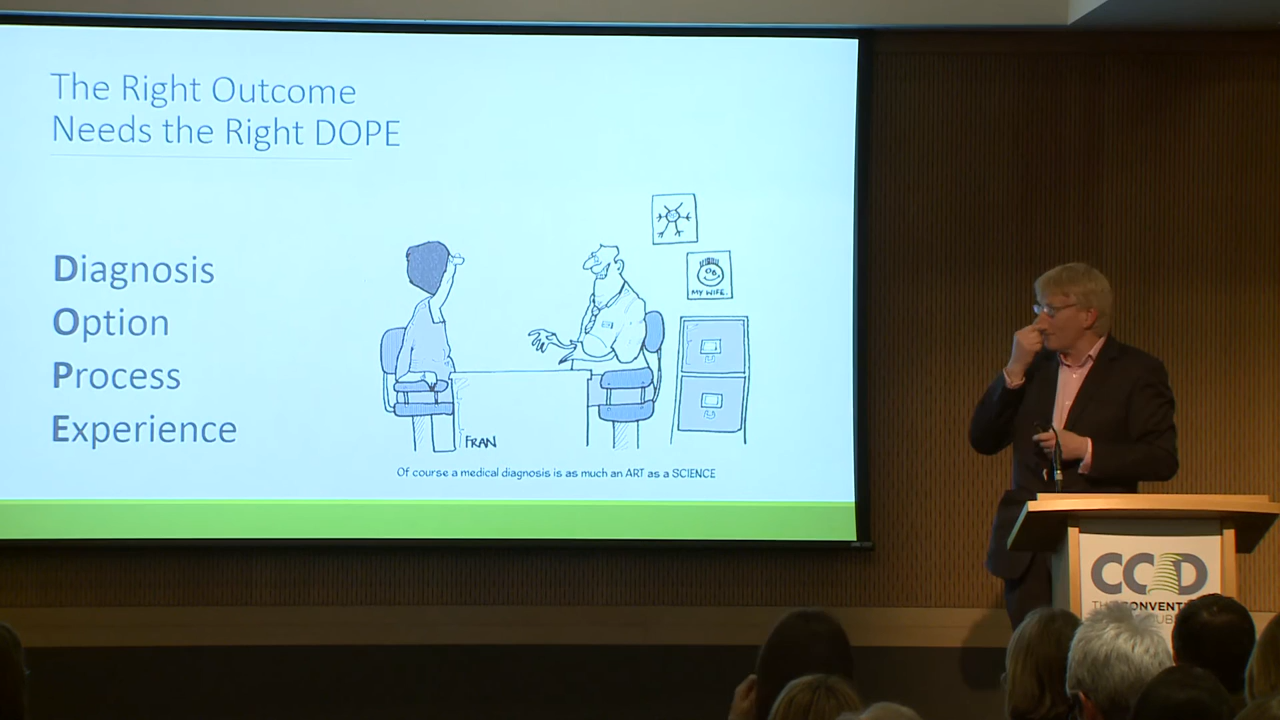 The Right Outcome
Needs the Right DOPE
Diagnosis
Option
Process
Experience
MY WIFE.
FRAN
Of course a medical diagnosis is as much an ART as a SCIENCE
CCD